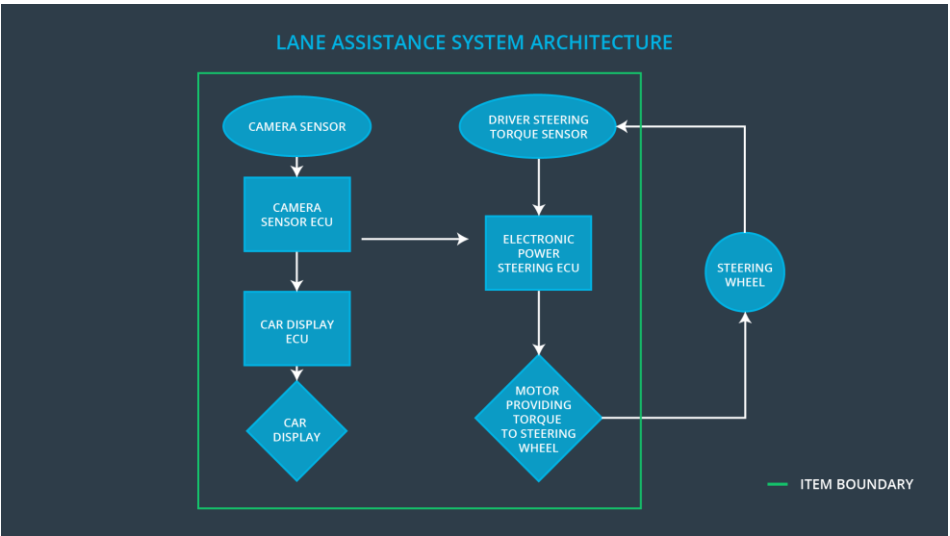 LANE ASSISTANCE SYSTEM ARCHITECTURE
CAMERA SENSOR
DRIVER STEERING
TORQUE SENSOR
CAMERA
SENSOR ECU
ELECTRONIC
POWER
STEERING ECU
STEERING
WHEEL
CAR DISPLAY
ECU
CAR
DISPLAY
MOTOR
PROVIDING
TORQUE
TO STEERING
WHEEL
ITEM BOUNDARY